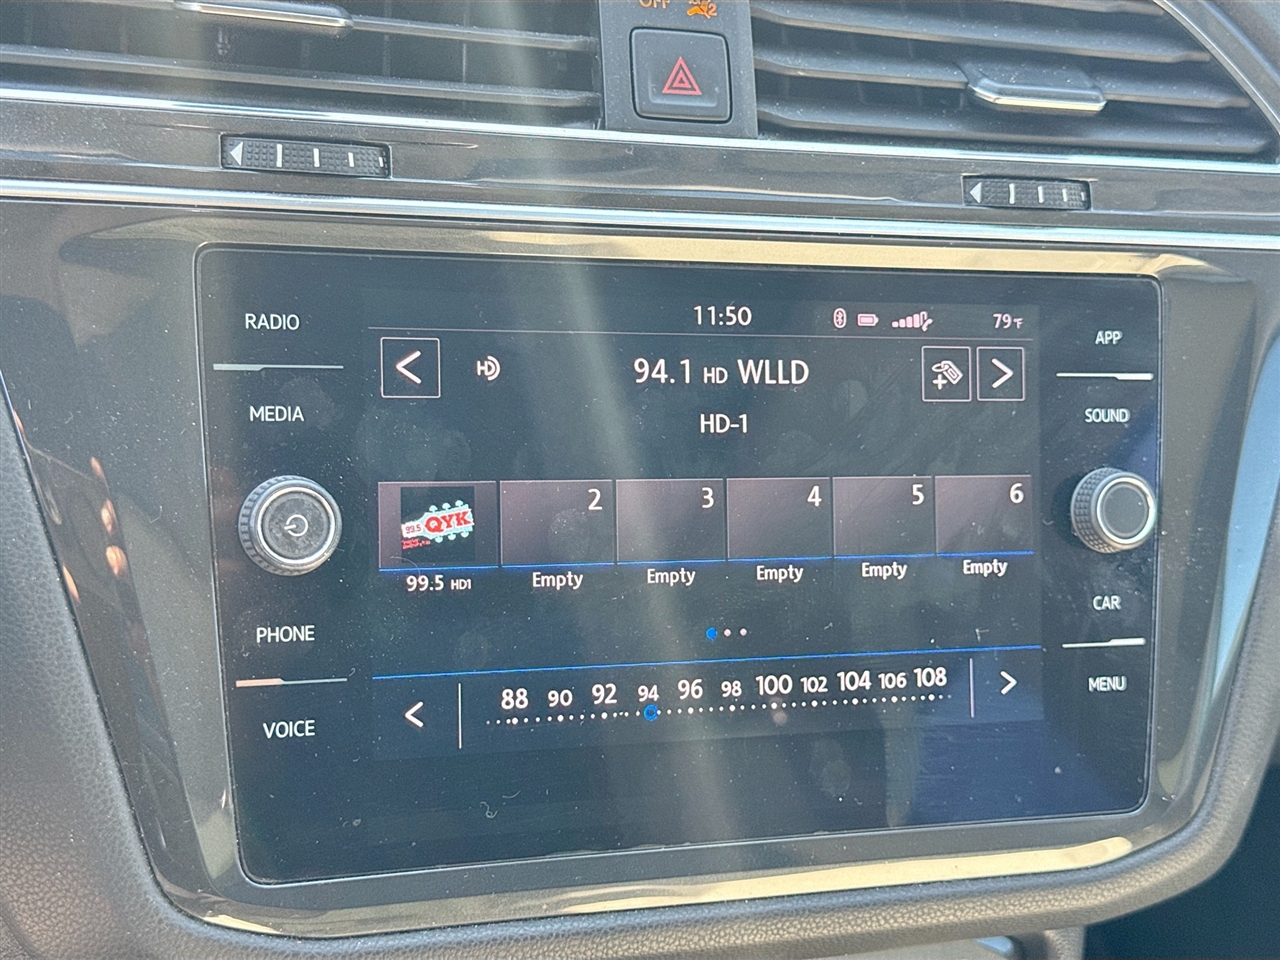 OFF
2
RADIO
MEDIA
PHONE
VOICE
11:50
79°F
HD
94.1 HD WLLD
HD-1
99.5 QYK
2
3
4
5
6
99.5 HD1
Empty
Empty
Empty
Empty
Empty
88 90 92 94 96 98 100 102 104 106 108
APP
SOUND
CAR
MENU